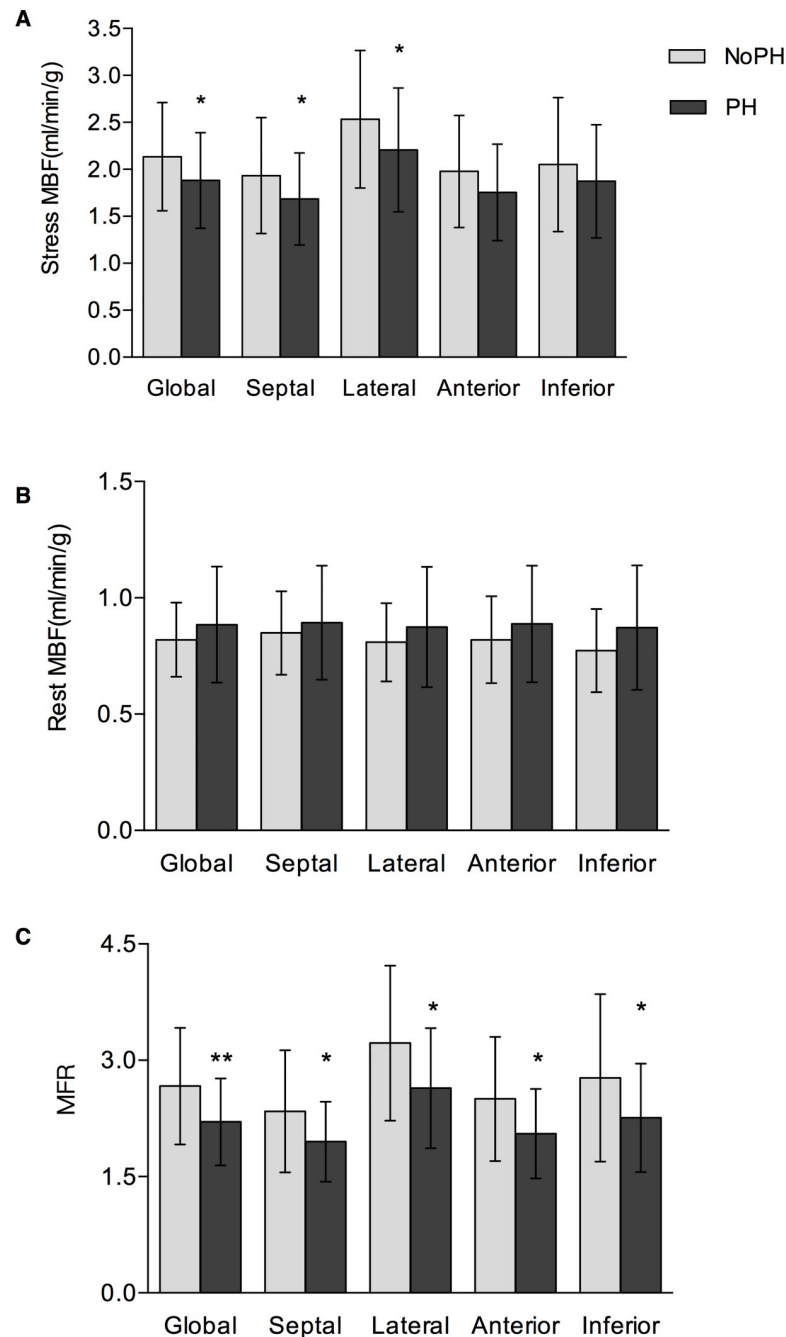 A
Stress MBF(ml/min/g)
3.5
3.0
2.5
2.0
1.5
1.0
0.5
0.0
* * *
Global Septal Lateral Anterior Inferior
NoPH
PH
B
Rest MBF(ml/min/g)
1.5
1.0
0.5
0.0
Global Septal Lateral Anterior Inferior
C
MFR
4.5
3.0
1.5
0.0
** * * * *
Global Septal Lateral Anterior Inferior